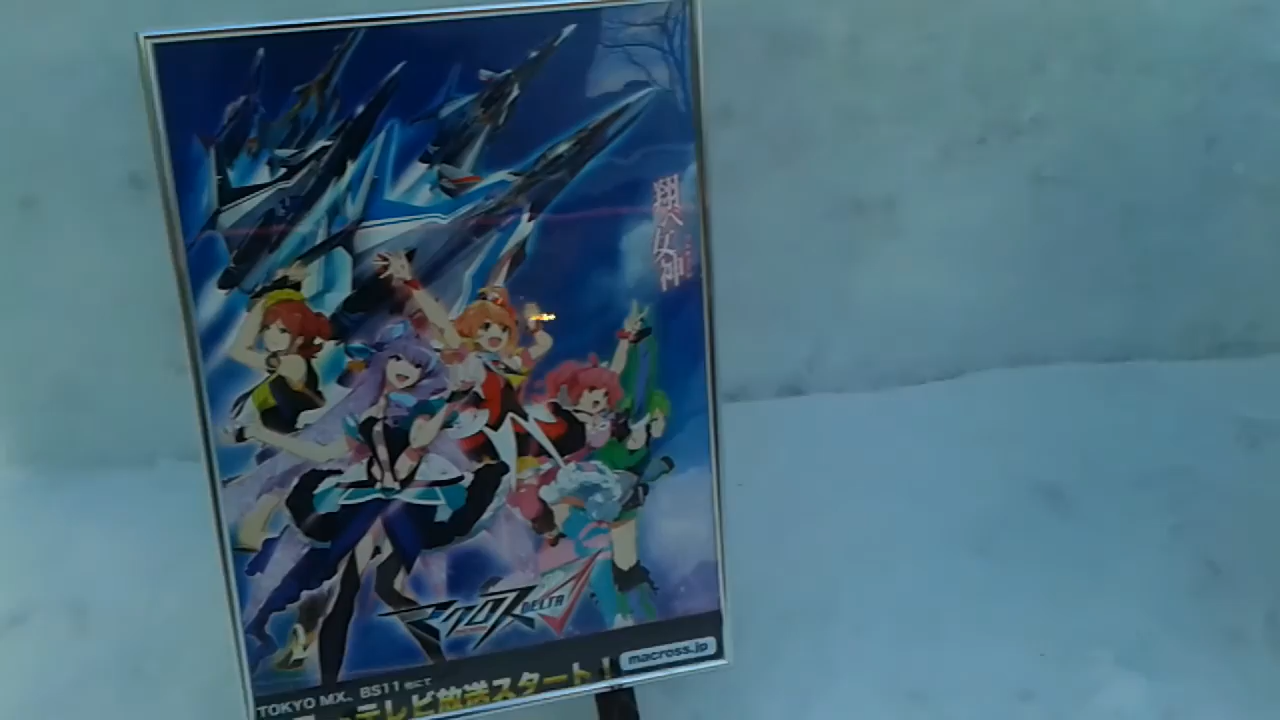 翔べ女神
マクロス DELTA
macross.jp
TOKYO MX、BS11 他にて
テレビ放送スタート！